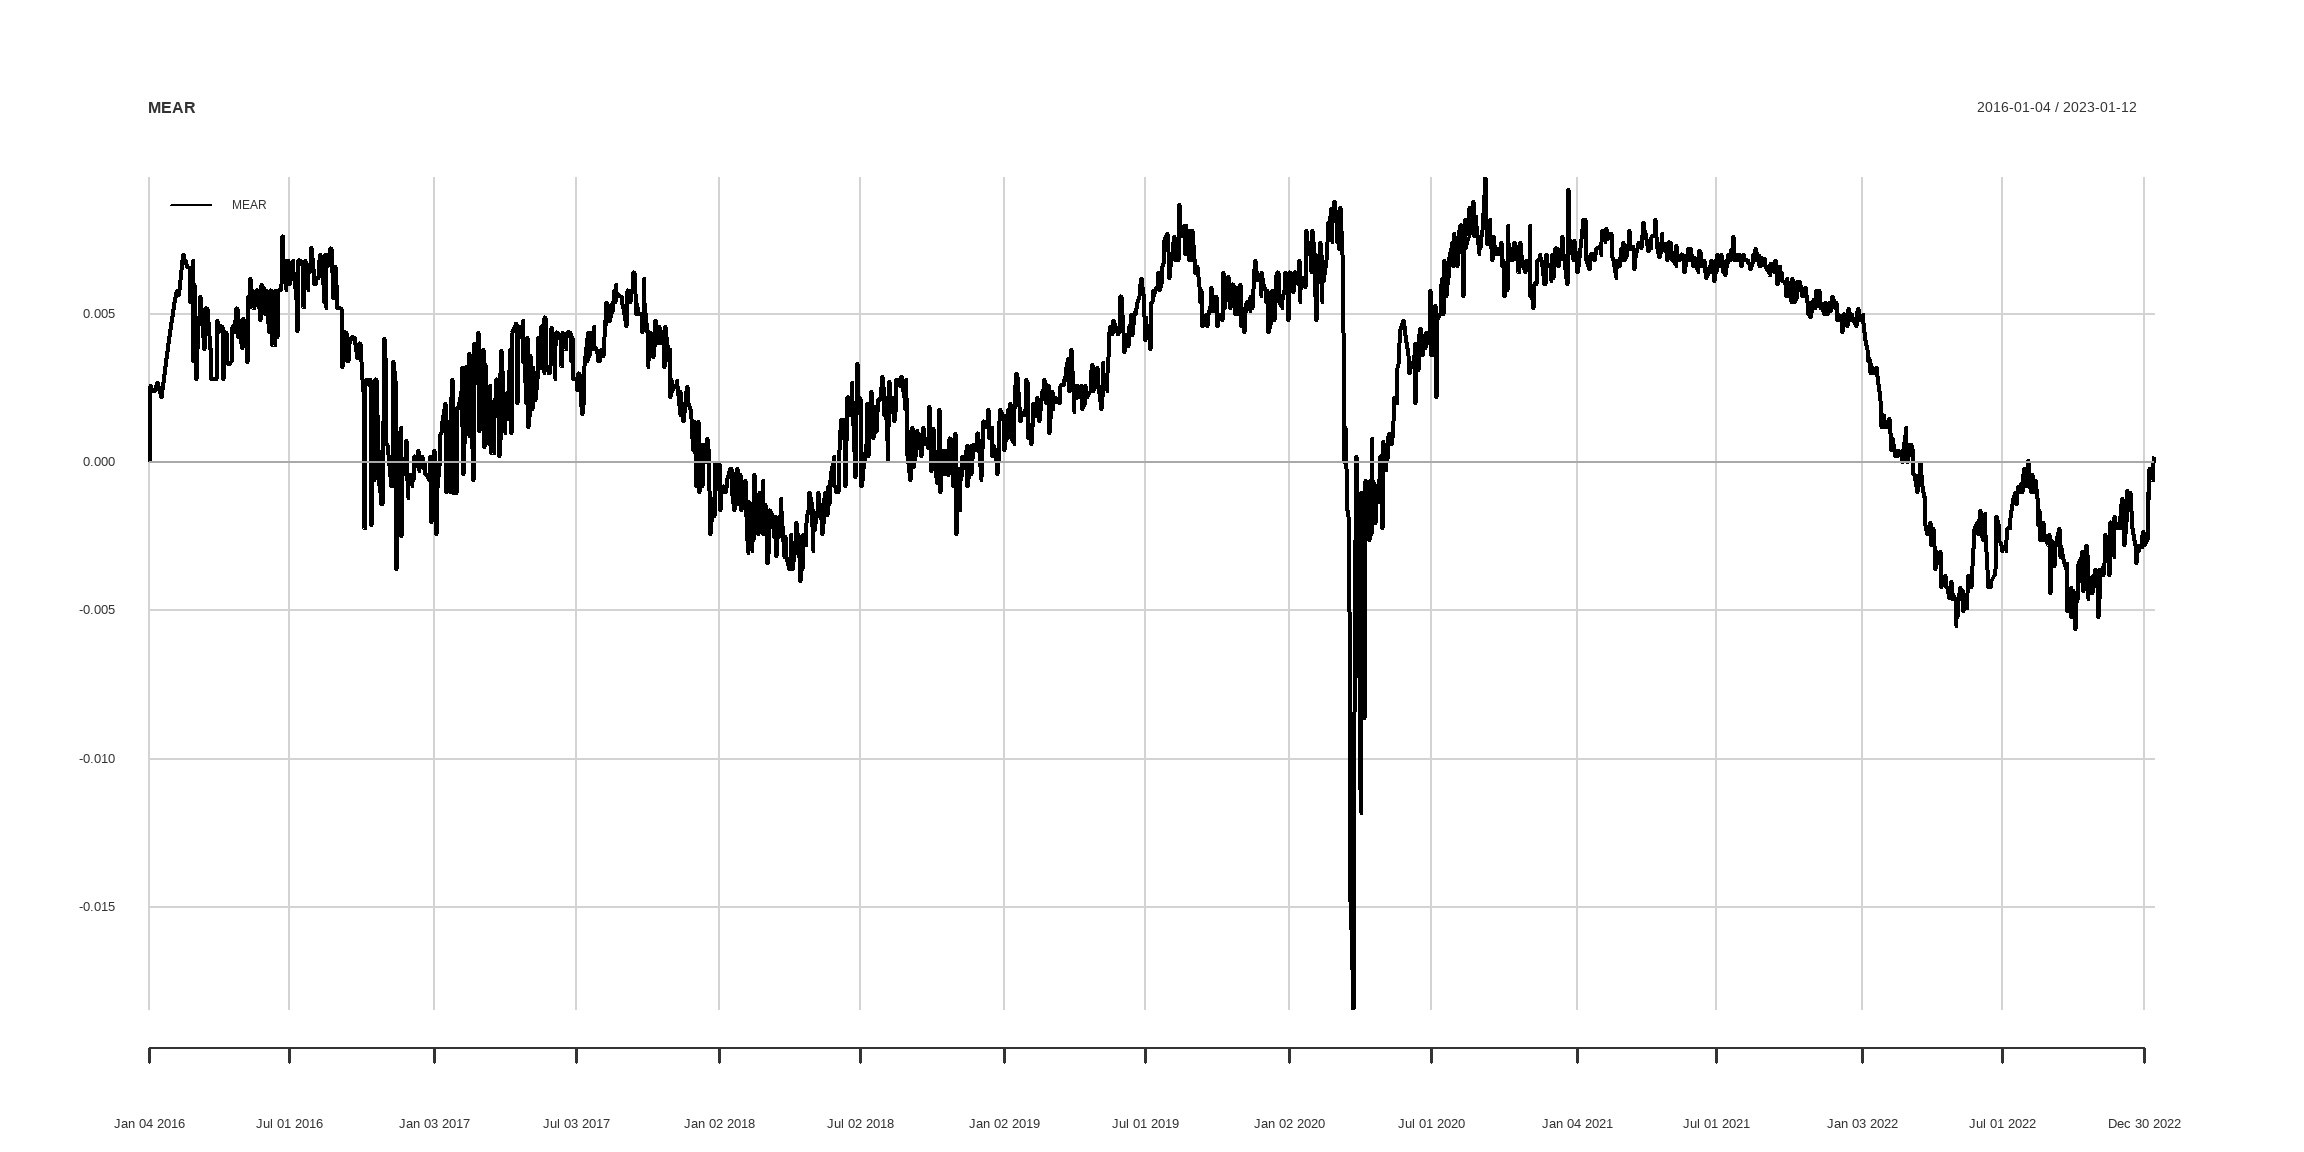 MEAR
2016-01-04 / 2023-01-12
MEAR
0.005
0.000
-0.005
-0.010
-0.015
Jan 04 2016
Jul 01 2016
Jan 03 2017
Jul 03 2017
Jan 02 2018
Jul 02 2018
Jan 02 2019
Jul 01 2019
Jan 02 2020
Jul 01 2020
Jan 04 2021
Jul 01 2021
Jan 03 2022
Jul 01 2022
Dec 30 2022